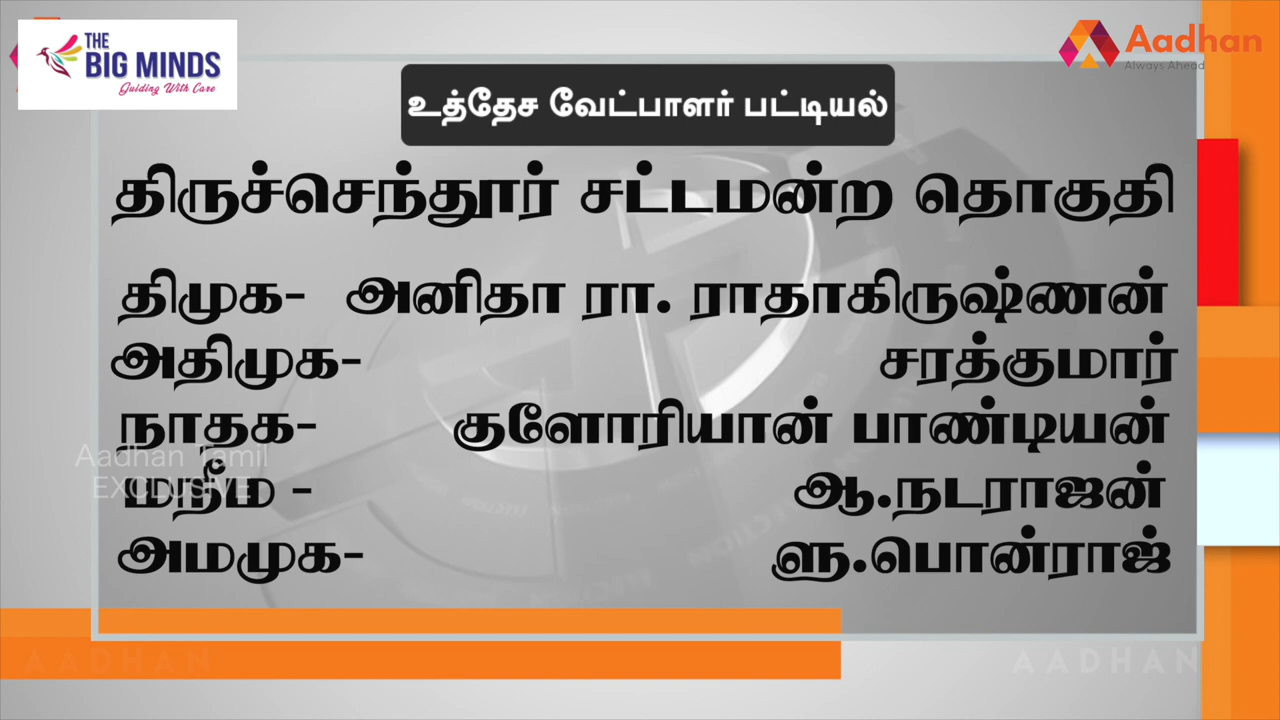 THE
BIG MINDS
Guiding With Care
Aadhan
Always Ahead
உத்தேச வேட்பாளர் பட்டியல்
திருச்செந்தூர் சட்டமன்ற தொகுதி
திமுக- அனிதா ரா. ராதாகிருஷ்ணன்
அதிமுக- சரத்குமார்
நாதக- குளோரியான் பாண்டியன்
மநீம - ஆ.நடராஜன்
அமமுக- ளு.பொன்ராஜ்
Aadhan Tamil
EXCLUSIVE
AADHAN
AADHAN